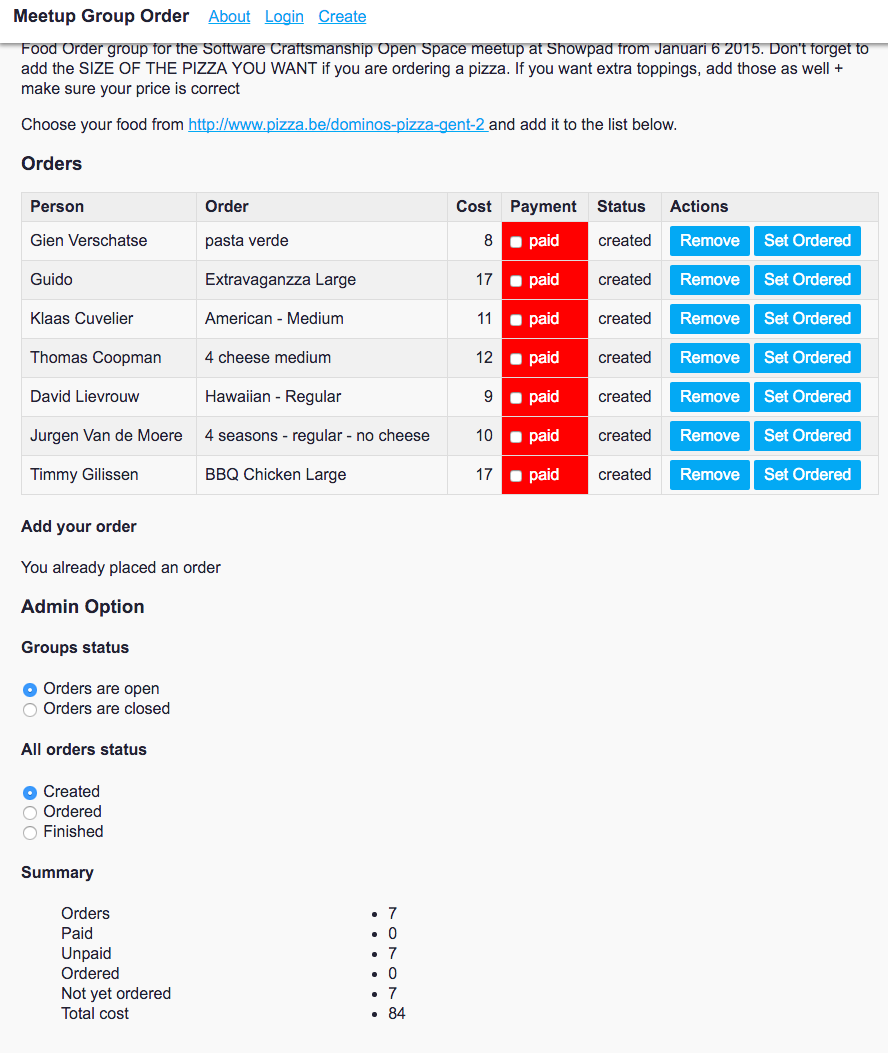 Meetup Group Order About Login Create
Food Order group for the Software Craftsmanship Open Space meetup at Showpad from Januari 6 2015. Don't forget to
add the SIZE OF THE PIZZA YOU WANT if you are ordering a pizza. If you want extra toppings, add those as well +
make sure your price is correct
Choose your food from http://www.pizza.be/dominos-pizza-gent-2 and add it to the list below.
Orders
Person Order Cost Payment Status Actions
Gien Verschatse pasta verde 8 paid created Remove Set Ordered
Guido Extravaganzza Large 17 paid created Remove Set Ordered
Klaas Cuvelier American - Medium 11 paid created Remove Set Ordered
Thomas Coopman 4 cheese medium 12 paid created Remove Set Ordered
David Lievrouw Hawaiian - Regular 9 paid created Remove Set Ordered
Jurgen Van de Moere 4 seasons - regular - no cheese 10 paid created Remove Set Ordered
Timmy Gilissen BBQ Chicken Large 17 paid created Remove Set Ordered
Add your order
You already placed an order
Admin Option
Groups status
Orders are open
Orders are closed
All orders status
Created
Ordered
Finished
Summary
Orders • 7
Paid • 0
Unpaid • 7
Ordered • 0
Not yet ordered • 7
Total cost • 84